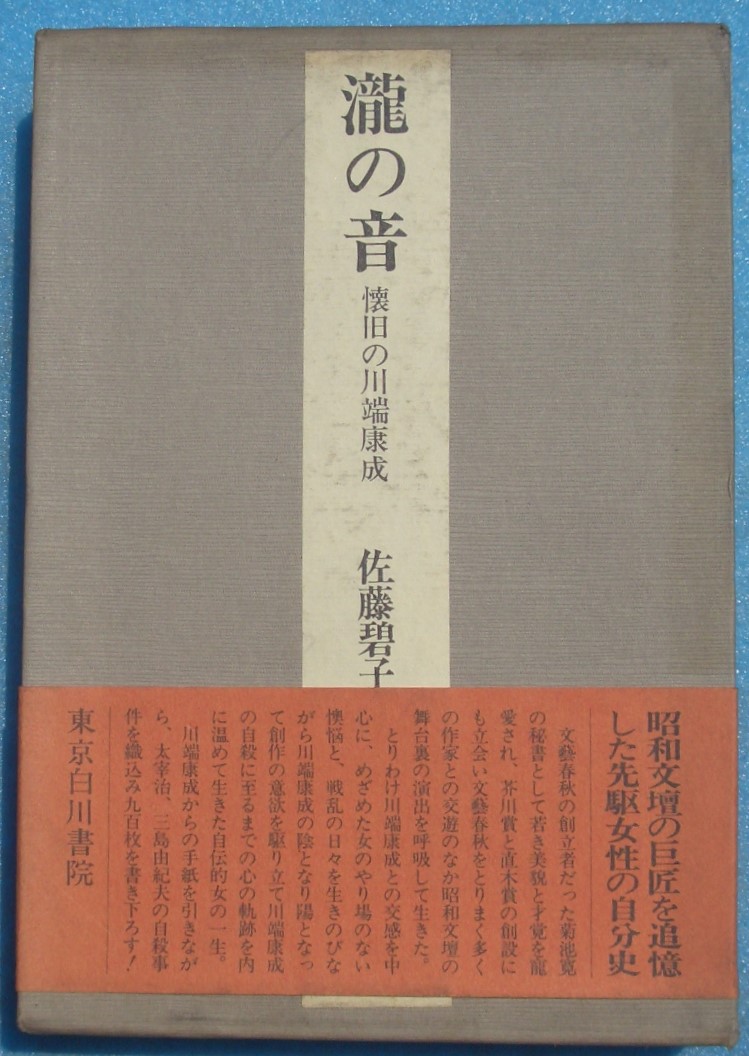 瀧の音
懐旧の川端康成
佐藤碧子
昭和文壇の巨匠を追憶
した先駆女性の自分史
文藝春秋の創立者だった菊池寛
の秘書として若き美貌と才覚を寵
愛され、芥川賞と直木賞の創設に
も立会い文藝春秋をとりまく多く
の作家との交遊のなか昭和文壇の
舞台裏の演出を呼吸して生きた。
とりわけ川端康成との交感を中
心に、めざめた女のやり場のない
懊悩と、戦乱の日々を生きのびな
がら川端康成の陰となり陽となっ
て創作の意欲を駆り立て川端康成
の自殺に至るまでの心の軌跡を内
に温めて生きた自伝的女の一生。
川端康成からの手紙を引きなが
ら、太宰治、三島由紀夫の自殺事
件を織込み九百枚を書き下ろす！
東京白川書院